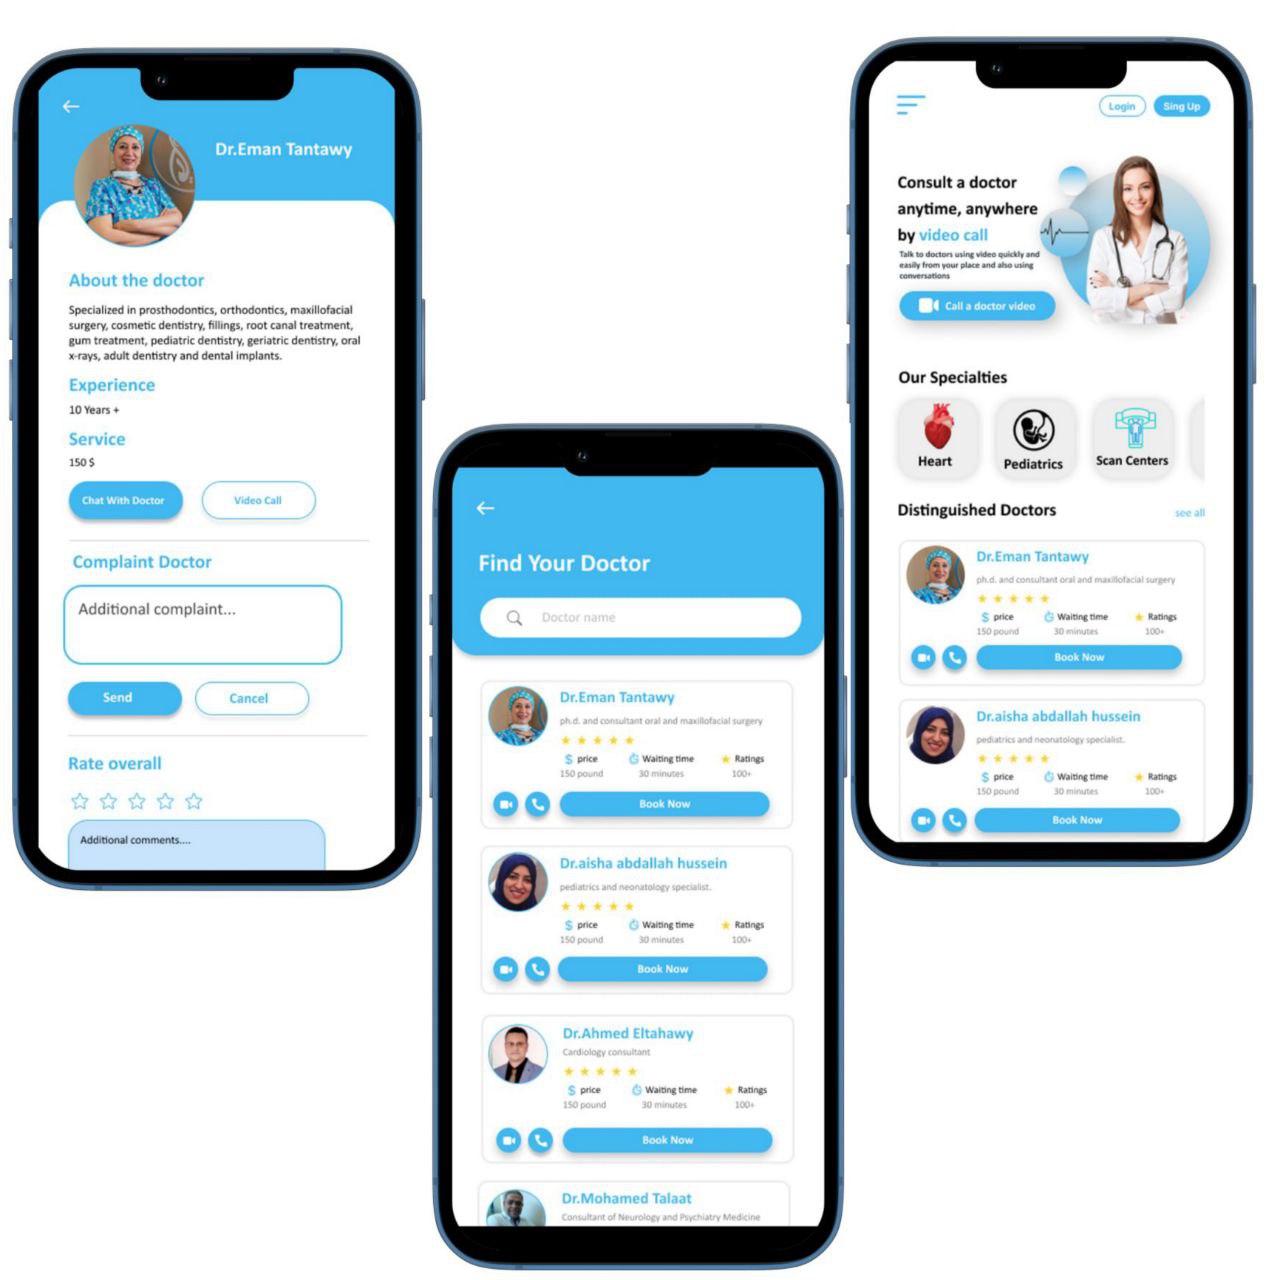 Dr.Eman Tantawy
About the doctor
Specialized in prosthodontics, orthodontics, maxillofacial
surgery, cosmetic dentistry, fillings, root canal treatment,
gum treatment, pediatric dentistry, geriatric dentistry, oral
x-rays, adult dentistry and dental implants.
Experience
10 Years +
Service
150 $
Chat With Doctor
Video Call
Complaint Doctor
Additional complaint...
Send
Cancel
Rate overall
Additional comments....
Find Your Doctor
Doctor name
Dr.Eman Tantawy
ph.d. and consultant oral and maxillofacial surgery
$ price Waiting time Ratings
150 pound 30 minutes 100+
Book Now
Dr.aisha abdallah hussein
pediatrics and neonatology specialist.
$ price Waiting time Ratings
150 pound 30 minutes 100+
Book Now
Dr.Ahmed Eltahawy
Cardiology consultant
$ price Waiting time Ratings
150 pound 30 minutes 100+
Book Now
Dr.Mohamed Talaat
Consultant of Neurology and Psychiatry Medicine
Login
Sing Up
Consult a doctor
anytime, anywhere
by video call
Talk to doctors using video quickly and
easily from your place and also using
conversations
Call a doctor video
Our Specialties
Heart
Pediatrics
Scan Centers
Distinguished Doctors
see all
Dr.Eman Tantawy
ph.d. and consultant oral and maxillofacial surgery
$ price Waiting time Ratings
150 pound 30 minutes 100+
Book Now
Dr.aisha abdallah hussein
pediatrics and neonatology specialist.
$ price Waiting time Ratings
150 pound 30 minutes 100+
Book Now